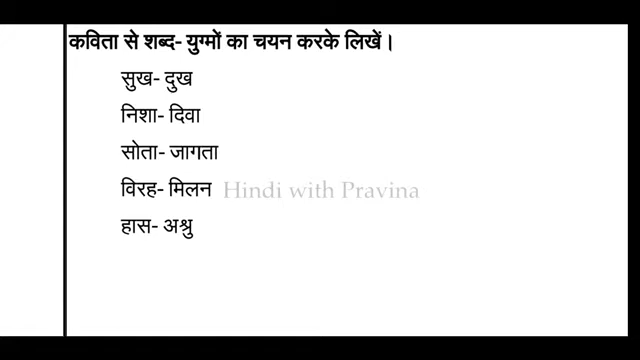 कविता से शब्द- युग्मों का चयन करके लिखें।
सुख- दुख
निशा- दिवा
सोता- जागता
विरह- मिलन Hindi with Pravina
हास- अश्रु